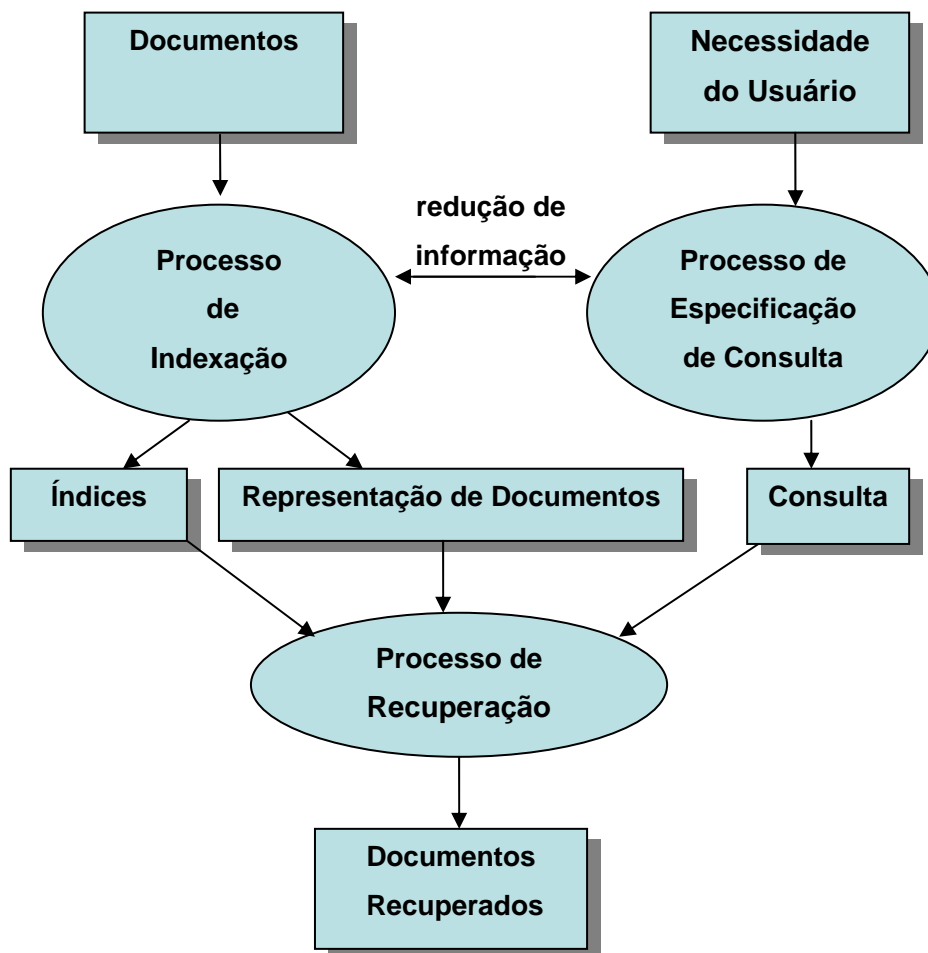 Documentos
Necessidade
do Usuário
redução de
informação
Processo
de
Indexação
Processo de
Especificação
de Consulta
Índices
Representação de Documentos
Consulta
Processo de
Recuperação
Documentos
Recuperados